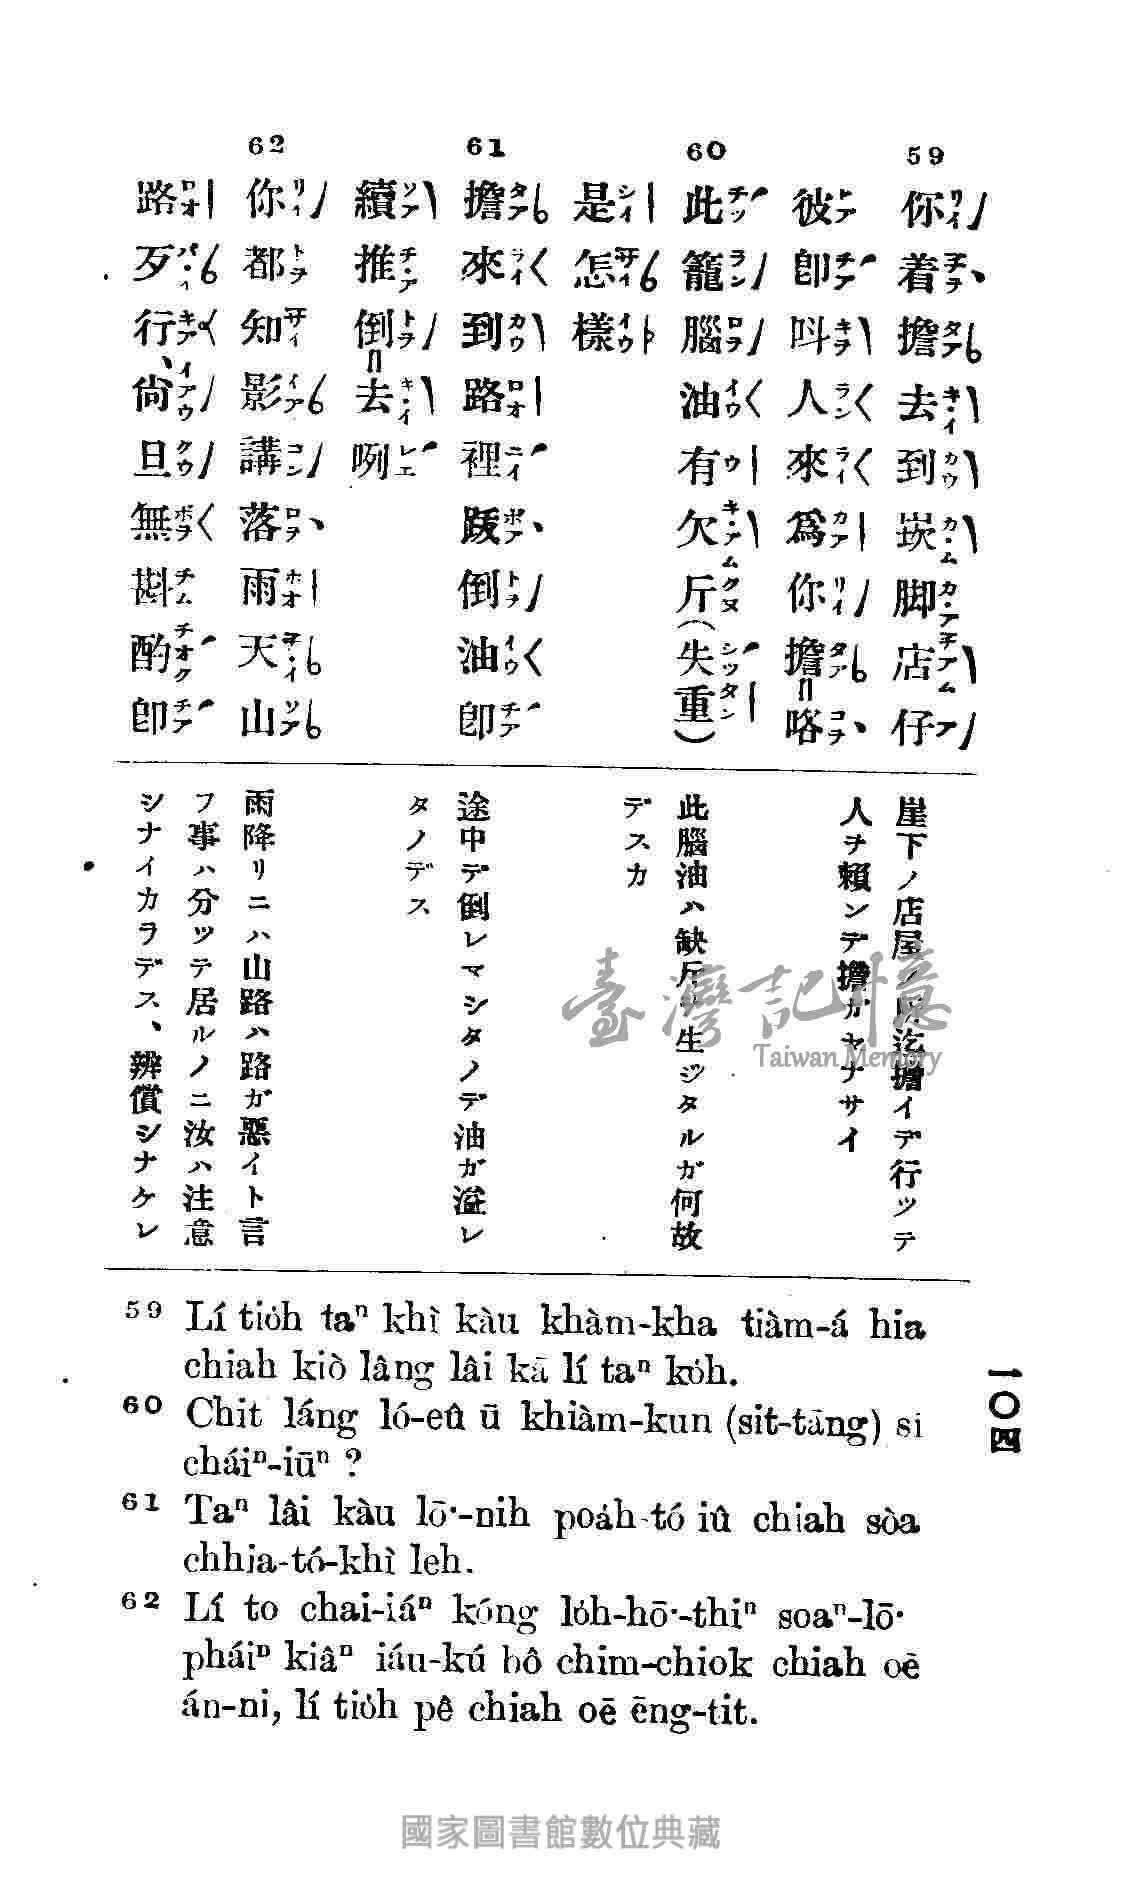 59
你着擔去到崁脚店仔
彼卽呌人來爲你擔咯
60
此籠腦油有欠斤(失重)
是怎樣
61
擔來到路裡跋倒油卽
續推倒去咧
62
你都知影講落雨天山
路歹行、尙旦無斟酌卽
崖下ノ店屋ノ所迄擔イデ行ッテ
人ヲ頼ンデ擔ガセナサイ
此腦油ハ缺斤ヲ生ジタルガ何故
デスカ
途中デ倒レマシタノデ油ガ溢レ
タノデス
雨降リニハ山路ハ路ガ惡イト言
フ事ハ分ッテ居ルノニ汝ハ注意
シナイカラデス、辨償シナケレ
59 Lí tio̍h taⁿ khì kàu khàm-kha tiàm-á hia
chiah kiò lâng lâi kā lí taⁿ ko̍h.
60 Chit láng ló-eû ū khiàm-kun (sit-tāng) si
cháiⁿ-iūⁿ ?
61 Taⁿ lâi kàu lō·-nih poa̍h-tó iû chiah sòa
chhia-tó-khì leh.
62 Lí to chai-iáⁿ kóng lo̍h-hō·-thiⁿ soaⁿ-lō·
pháiⁿ kiâⁿ iáu-kú bô chim-chiok chiah oē
án-ni, lí tio̍h pê chiah oē ēng-tit.
一〇四
臺灣記憶
Taiwan Memory
國家圖書館數位典藏